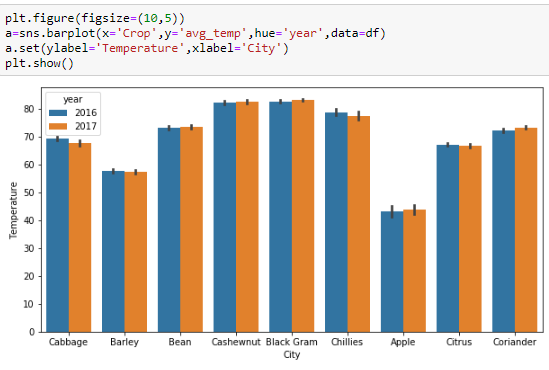 plt.figure(figsize=(10,5))
a=sns.barplot(x='Crop',y='avg_temp',hue='year',data=df)
a.set(ylabel='Temperature',xlabel='City')
plt.show()
year
2016
2017
80
70
60
50
40
30
20
10
0
Temperature
Cabbage Barley Bean Cashewnut Black Gram Chillies Apple Citrus Coriander
City